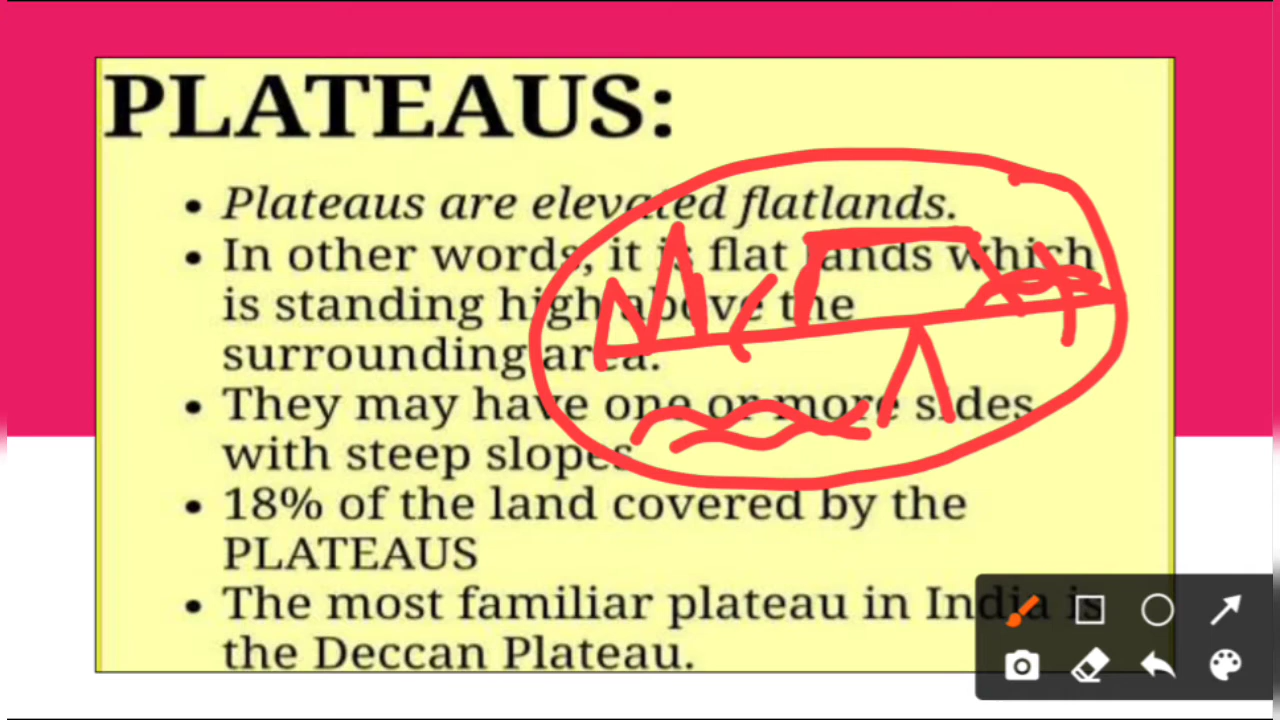 PLATEAUS:
• Plateaus are elevated flatlands.
• In other words, it is flat lands which
is standing high above the
surrounding area.
• They may have one or more sides
with steep slopes
• 18% of the land covered by the
PLATEAUS
• The most familiar plateau in India is
the Deccan Plateau.